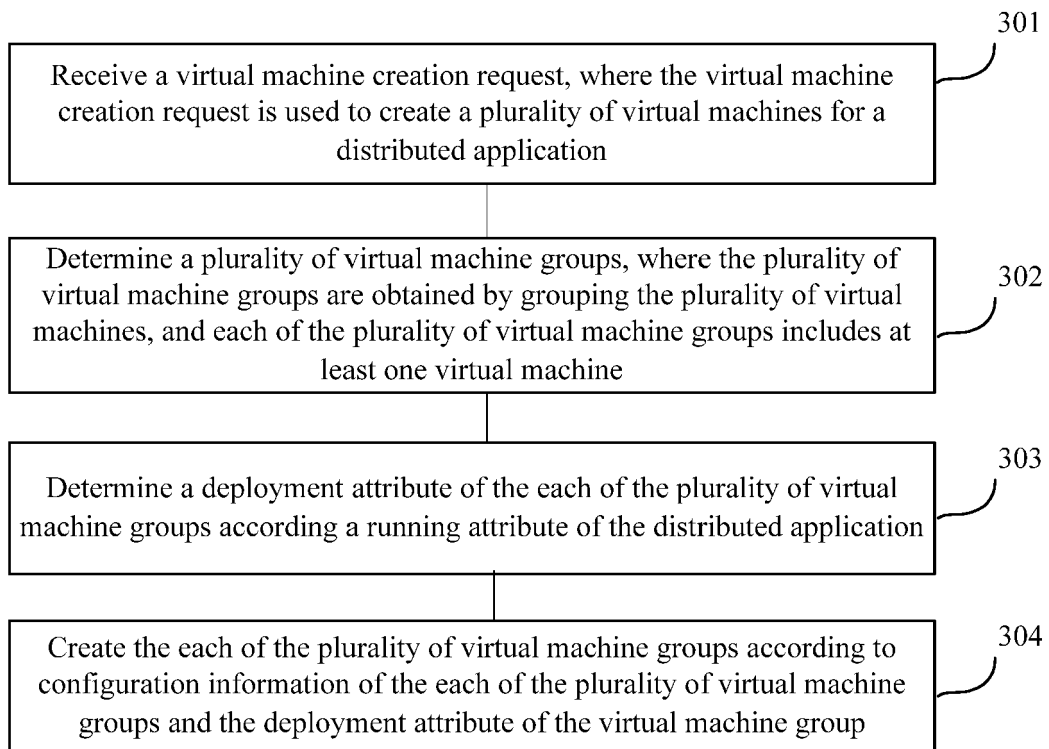 301
Receive a virtual machine creation request, where the virtual machine
creation request is used to create a plurality of virtual machines for a
distributed application
302
Determine a plurality of virtual machine groups, where the plurality of
virtual machine groups are obtained by grouping the plurality of virtual
machines, and each of the plurality of virtual machine groups includes at
least one virtual machine
303
Determine a deployment attribute of the each of the plurality of virtual
machine groups according a running attribute of the distributed application
304
Create the each of the plurality of virtual machine groups according to
configuration information of the each of the plurality of virtual machine
groups and the deployment attribute of the virtual machine group